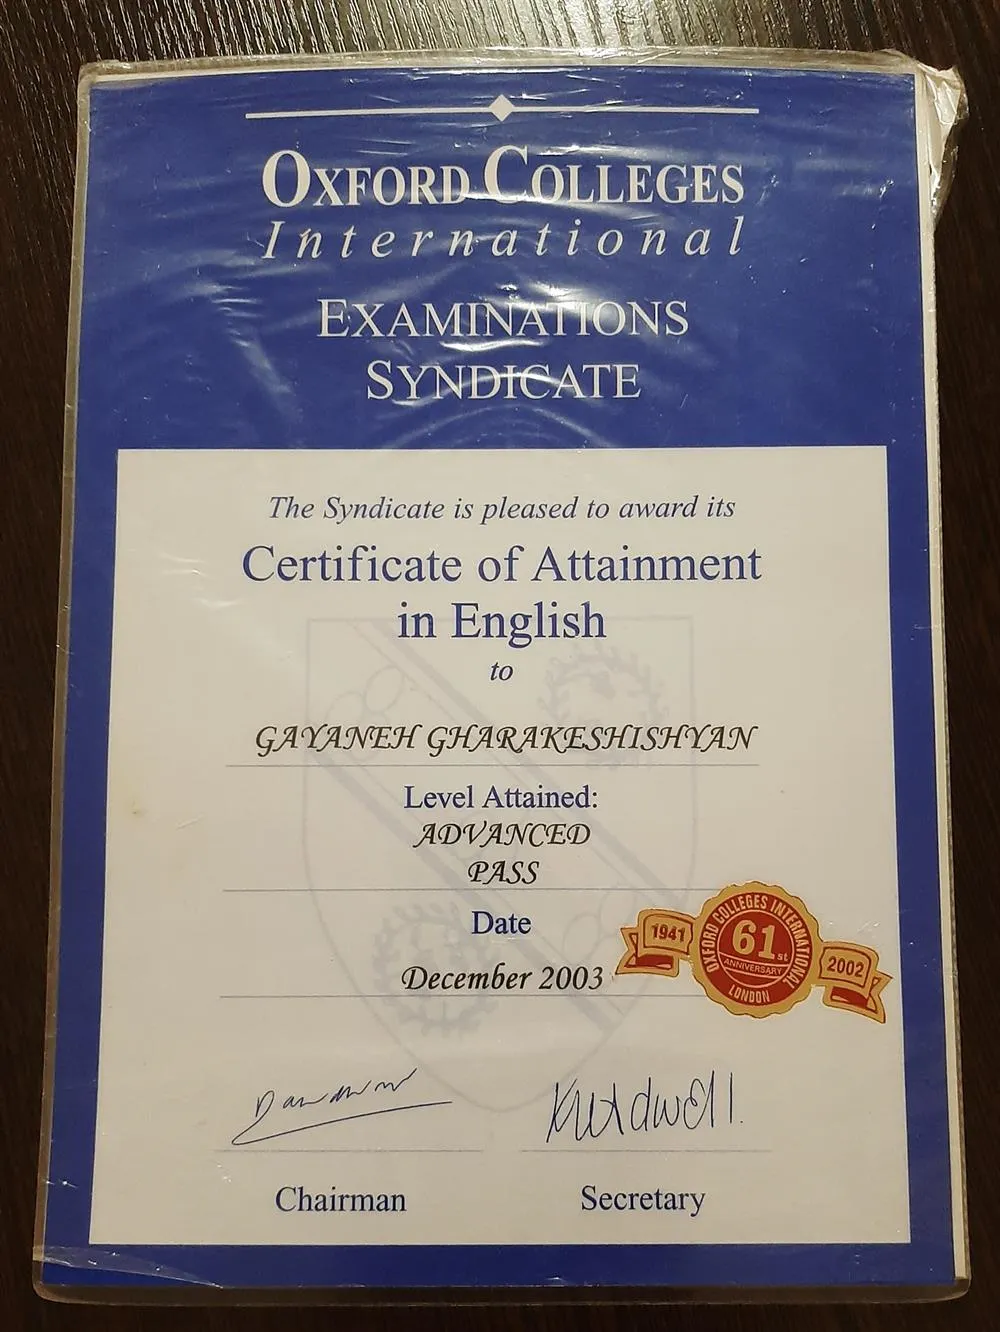 OXFORD COLLEGES
International
EXAMINATIONS
SYNDICATE
The Syndicate is pleased to award its
Certificate of Attainment
in English
to
GAYANEH GHARAKESHISHYAN
Level Attained:
ADVANCED
PASS
Date
December 2003
1941
OXFORD COLLEGES INTERNATIONAL
61st
ANNIVERSARY
LONDON
2002
Chairman
Secretary